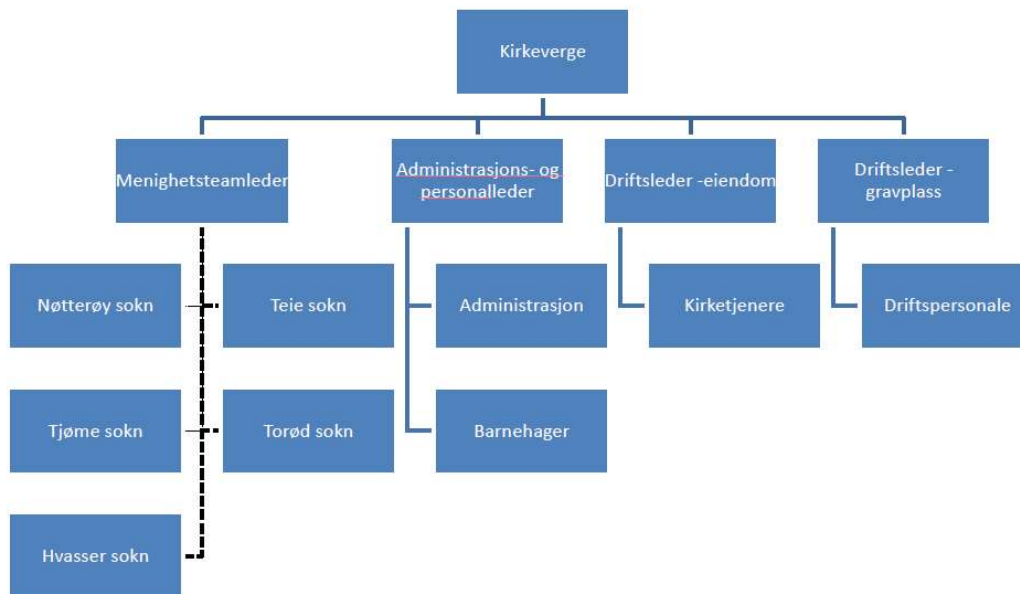 Kirkeverge
Menighetsteamleder
Administrasjons- og
personalleder
Driftsleder -eiendom
Driftsleder -
gravplass
Nøtterøy sokn
Teie sokn
Administrasjon
Kirketjenere
Driftspersonale
Tjøme sokn
Torød sokn
Barnehager
Hvasser sokn